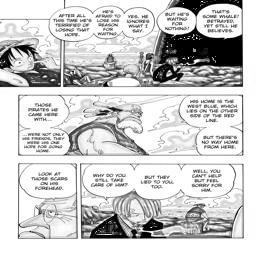 AFTER ALL
THIS TIME HE'S
TERRIFIED OF
LOSING THAT
HOPE.
HE'S
AFRAID TO
LOSE HIS
REASON FOR
WAITING.
YES. HE
IGNORES
WHAT I
SAY
BUT HE'S
WAITING
FOR
NOTHING.
THAT'S
SOME WHALE!
BETRAYED,
YET STILL HE
BELIEVES.
THOSE
PIRATES HE
CAME HERE
WITH...
...WERE NOT ONLY
HIS FRIENDS, THEY
WERE HIS ONE
HOPE FOR GOING
HOME.
HIS HOME IS THE
WEST BLUE, WHICH
LIES ON THE OTHER
SIDE OF THE RED
LINE.
BUT THERE'S
NO WAY HOME
FROM HERE.
LOOK AT
THOSE SCARS
ON HIS
FOREHEAD.
WHY DO YOU
STILL TAKE
CARE OF HIM?
BUT THEY
LIED TO YOU,
TOO.
WELL, YOU
CAN'T HELP
BUT FEEL
SORRY FOR
HIM.